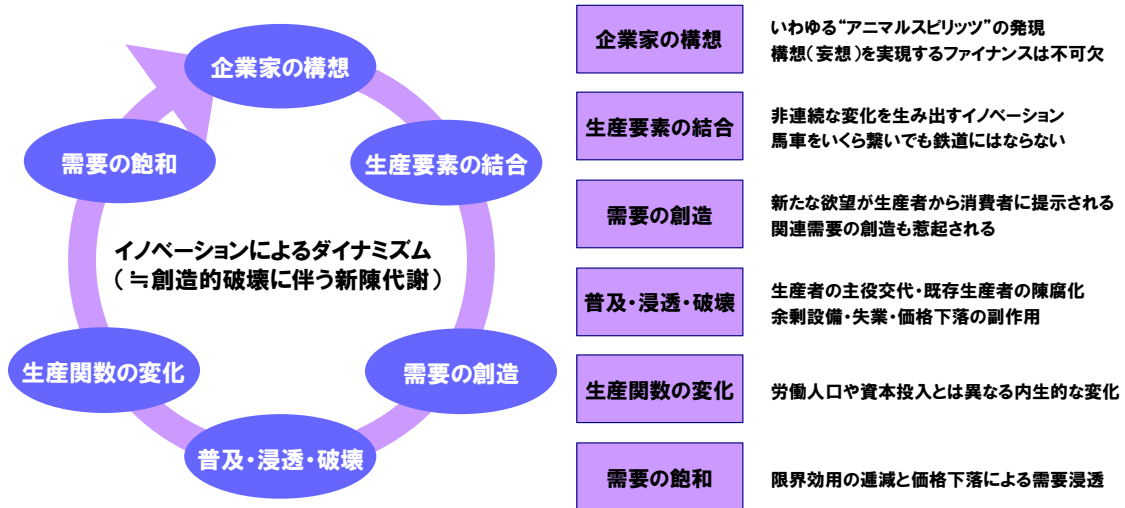 企業家の構想
生産要素の結合
需要の創造
普及・浸透・破壊
生産関数の変化
需要の飽和
イノベーションによるダイナミズム
（≒創造的破壊に伴う新陳代謝）
企業家の構想
いわゆる“アニマルスピリッツ”の発現
構想（妄想）を実現するファイナンスは不可欠
生産要素の結合
非連続な変化を生み出すイノベーション
馬車をいくら繋いでも鉄道にはならない
需要の創造
新たな欲望が生産者から消費者に提示される
関連需要の創造も惹起される
普及・浸透・破壊
生産者の主役交代・既存生産者の陳腐化
余剰設備・失業・価格下落の副作用
生産関数の変化
労働人口や資本投入とは異なる内生的な変化
需要の飽和
限界効用の逓減と価格下落による需要浸透